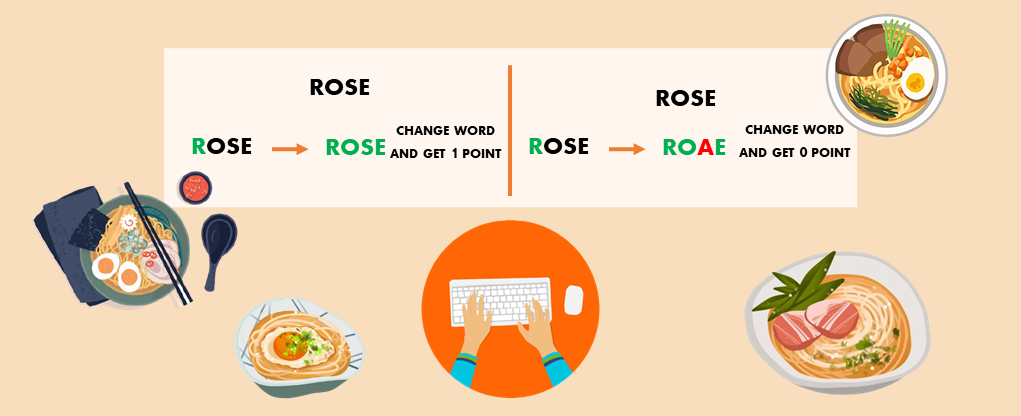 ROSE
ROSE ROSE CHANGE WORD
AND GET 1 POINT
ROSE
ROSE ROAE CHANGE WORD
AND GET 0 POINT